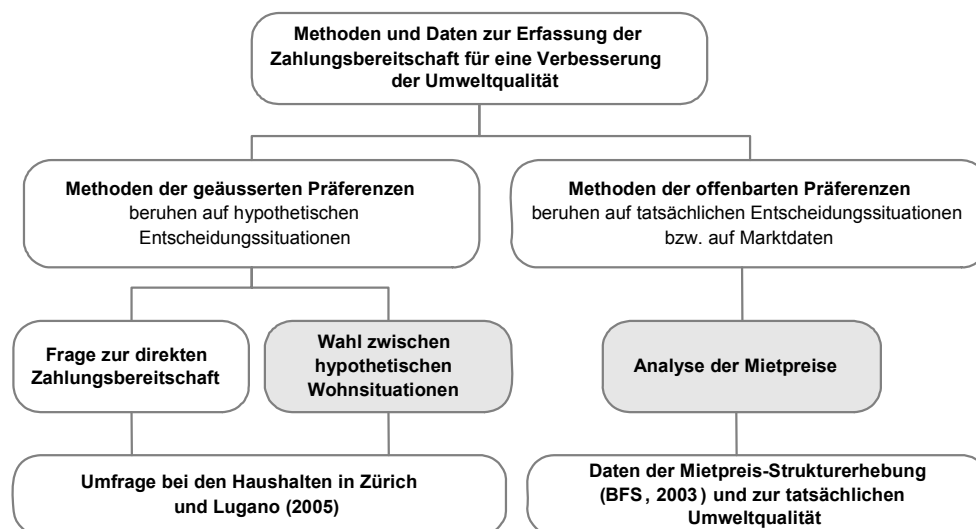 Methoden und Daten zur Erfassung der
Zahlungsbereitschaft für eine Verbesserung
der Umweltqualität
Methoden der geäusserten Präferenzen
beruhen auf hypothetischen
Entscheidungssituationen
Methoden der offenbarten Präferenzen
beruhen auf tatsächlichen Entscheidungssituationen
bzw. auf Marktdaten
Frage zur direkten
Zahlungsbereitschaft
Wahl zwischen
hypothetischen
Wohnsituationen
Analyse der Mietpreise
Umfrage bei den Haushalten in Zürich
und Lugano (2005)
Daten der Mietpreis-Strukturerhebung
(BFS, 2003) und zur tatsächlichen
Umweltqualität